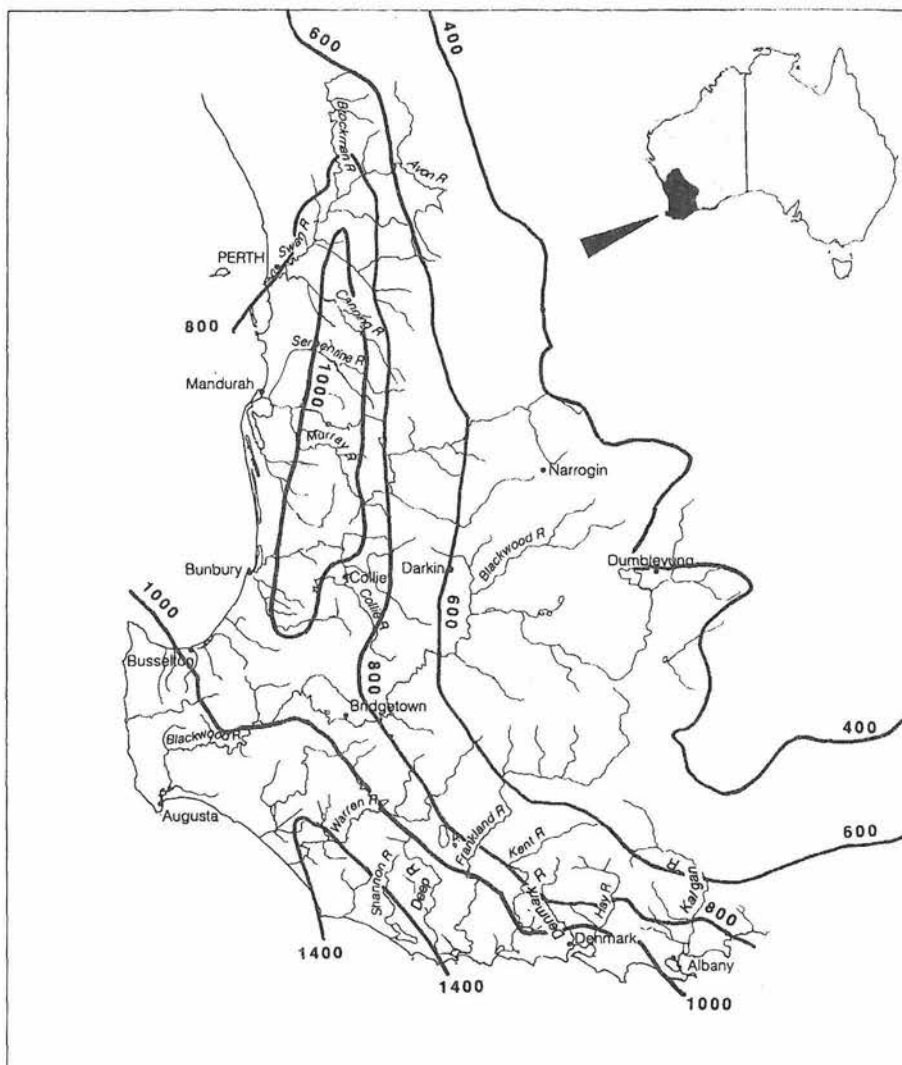 600
400
Brockman R
Avon R
Swan R
PERTH
800
Canning R
Serpentine R
1000
Mandurah
Murray R
Narrogin
Blackwood R
Bunbury
Collie
Darkin
Dumbleyung
Collie R
1000
600
Busselton
800
Bridgetown
Blackwood R
400
Augusta
Warren R
Frankland R
Kent R
600
Shannon R
Deep R
Denmark R
Hay R
Kargan R
800
Denmark
Albany
1400
1400
1000